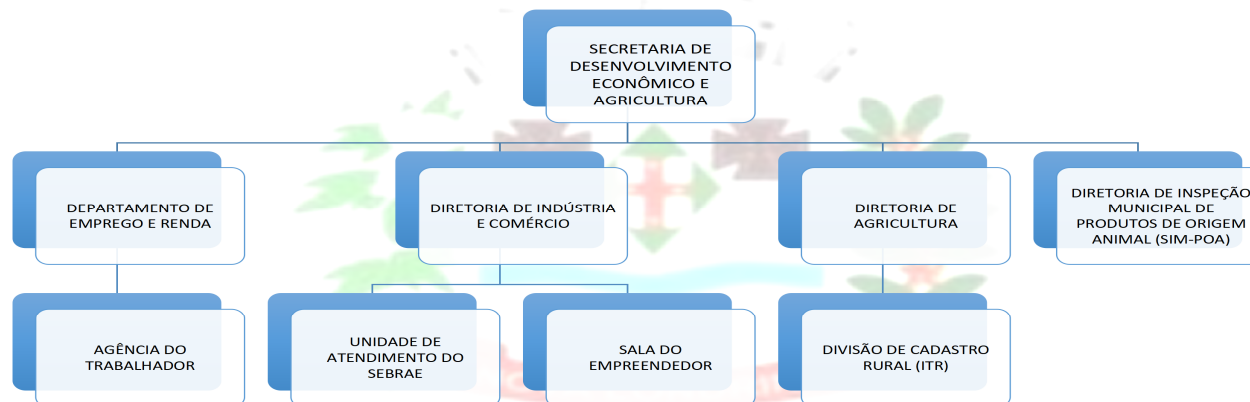 SECRETARIA DE
DESENVOLVIMENTO
ECONÔMICO E
AGRICULTURA
DEPARTAMENTO DE
EMPREGO E RENDA
DIRETORIA DE INDÚSTRIA
E COMÉRCIO
DIRETORIA DE
AGRICULTURA
DIRETORIA DE INSPEÇÃO
MUNICIPAL DE
PRODUTOS DE ORIGEM
ANIMAL (SIM-POA)
AGÊNCIA DO
TRABALHADOR
UNIDADE DE
ATENDIMENTO DO
SEBRAE
SALA DO
EMPREENDEDOR
DIVISÃO DE CADASTRO
RURAL (ITR)